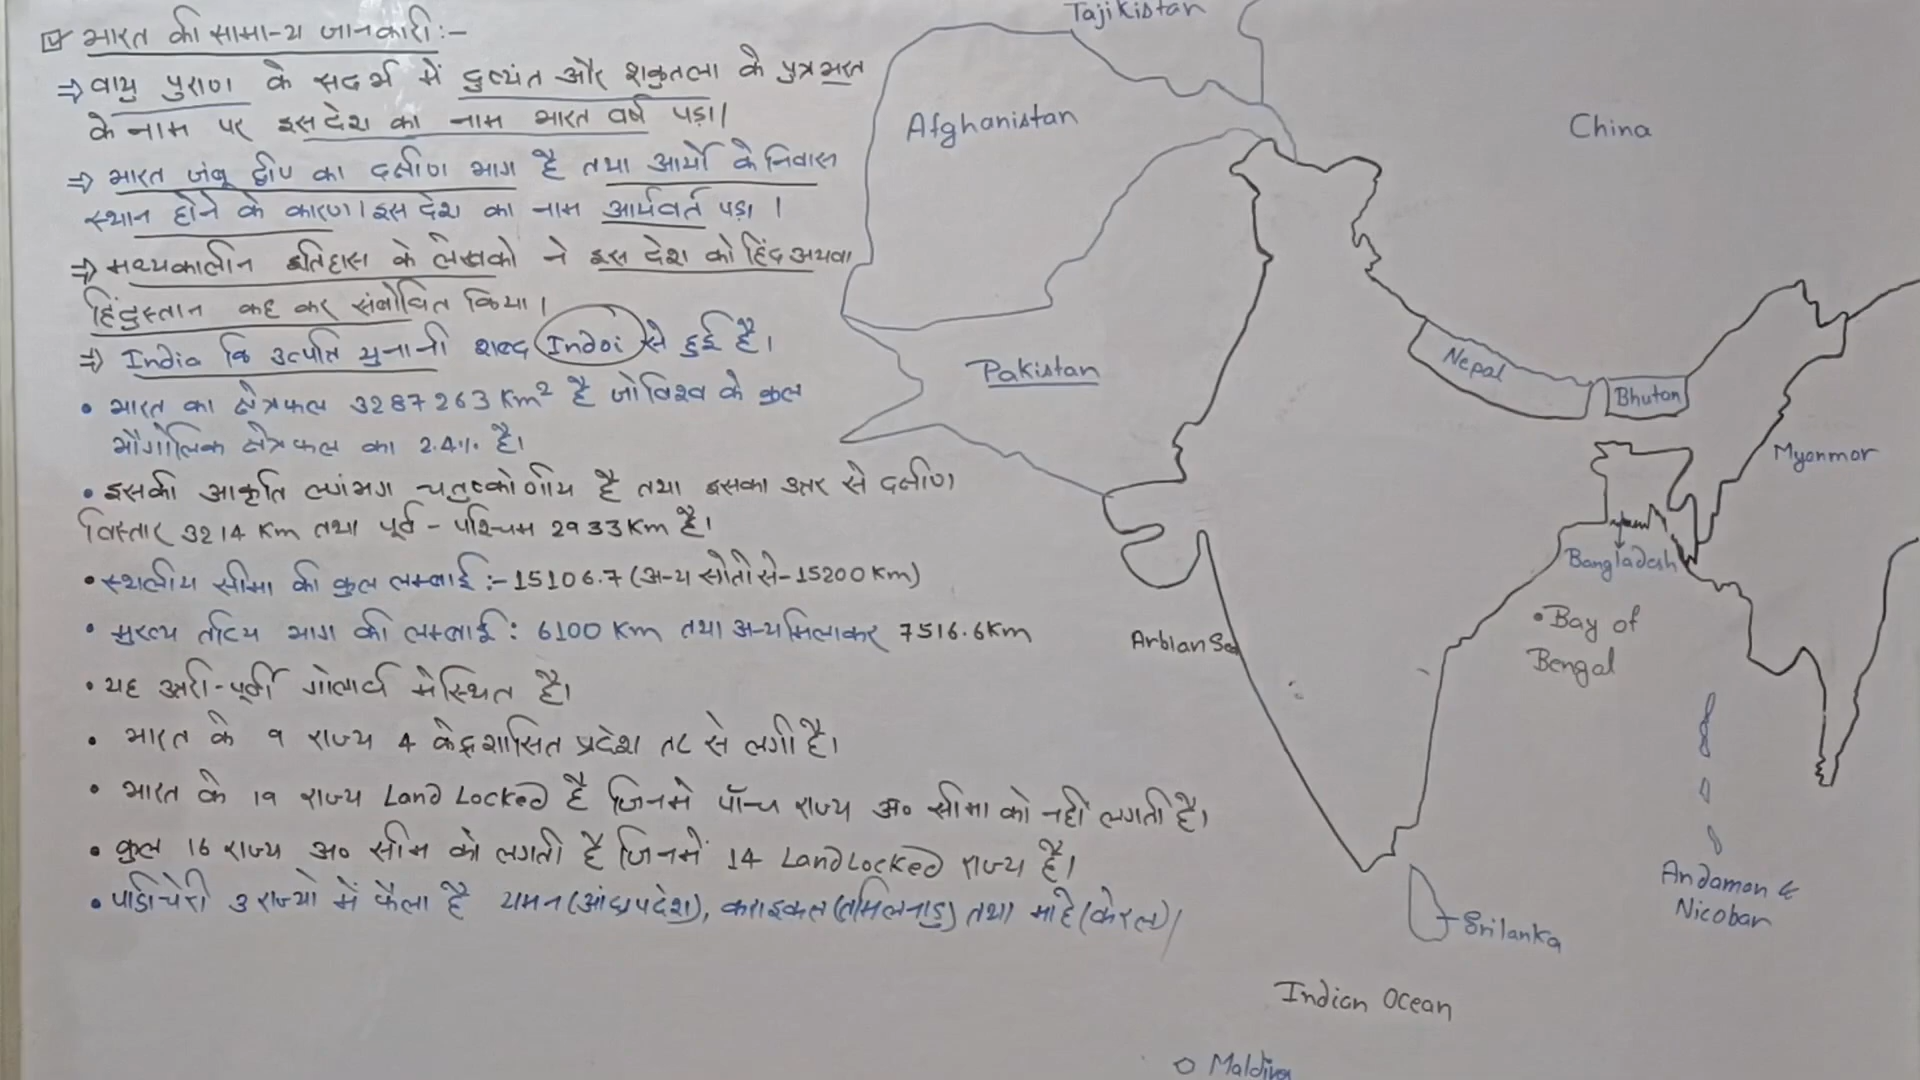 भारत की सामान्य जानकारी :-
⇒ वायु पुराण के सदर्भ में दुष्यंत और शकुतला के पुत्र भरत
के नाम पर इस देश का नाम भारत वर्ष पड़ा।
⇒ भारत जंबू द्वीप का दक्षीण भाग है तथा आर्यो के निवास
स्थान होने के कारण। इस देश का नाम आर्यवर्त पड़ा ।
⇒ मध्यकालीन इतिहास के लेखको ने इस देश को हिंद अथवा
हिंदुस्तान कह कर संबोधित किया।
⇒ India कि उत्पति युनानी शब्द Indoi से हुई है।
• भारत का क्षेत्रफल 3287263 Km² है जो विश्व के कुल
भौगोलिक क्षेत्रफल का 2.4% है।
• इसकी आकृति लगभग चतुष्कोणीय है तथा इसका उत्तर से दक्षीण
विस्तार 3214 Km तथा पूर्व - पश्चिम 2933 Km है।
• स्थलीय सीमा की कुल लम्बाई :- 15106.7 (अन्य स्रोतो से - 15200 Km)
• मुख्य तटिय भाग की लम्बाई : 6100 Km तथा अन्य मिलाकर 7516.6 Km
• यह उत्तरी - पूर्वी गोलार्ध मे स्थित है।
• भारत के 9 राज्य 4 केंद्रशासित प्रदेश तट से लगी है।
• भारत के 19 राज्य Land Locked है जिनमे पाँच राज्य अ० सीमा को नही लगती है।
• कुल 16 राज्य अ० सीमा को लगती है जिनमें 14 Land Locked राज्य है।
• पांडिचेरी 3 राज्यो में फैला है यमन (आंध्रप्रदेश), कराइकल (तमिलनाडु) तथा माहे (केरल)।
Tajikistan
Afghanistan
China
Pakistan
Nepal
Bhutan
Myanmar
Bangladesh
Arbian Sea
• Bay of
Bengal
Andaman &
Nicobar
Srilanka
Indian Ocean
Maldives